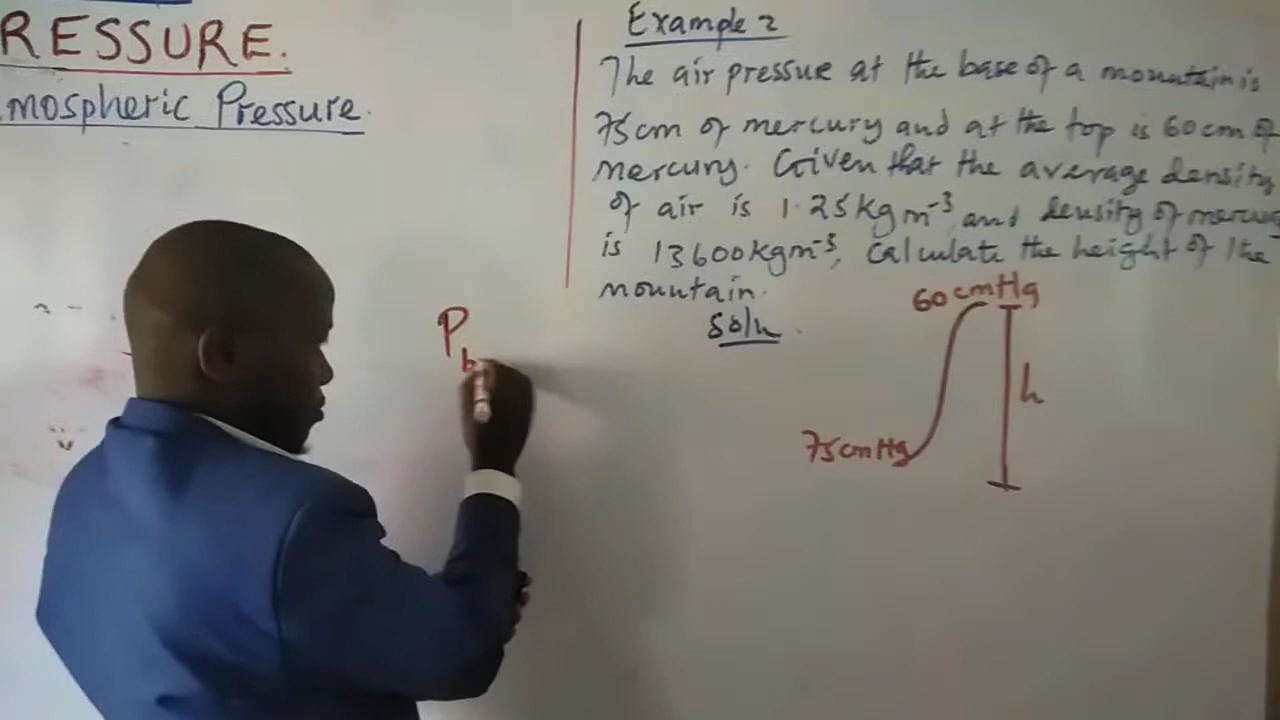 RESSURE.
mospheric Pressure.
Example 2
The air pressure at the base of a mountain is
75cm of mercury and at the top is 60cm of
mercury. Given that the average density
of air is 1.25kgm⁻³ and density of mercury
is 13600kgm⁻³, calculate the height of the
mountain.
Soln.
60cmHg
h
75cmHg
P
b